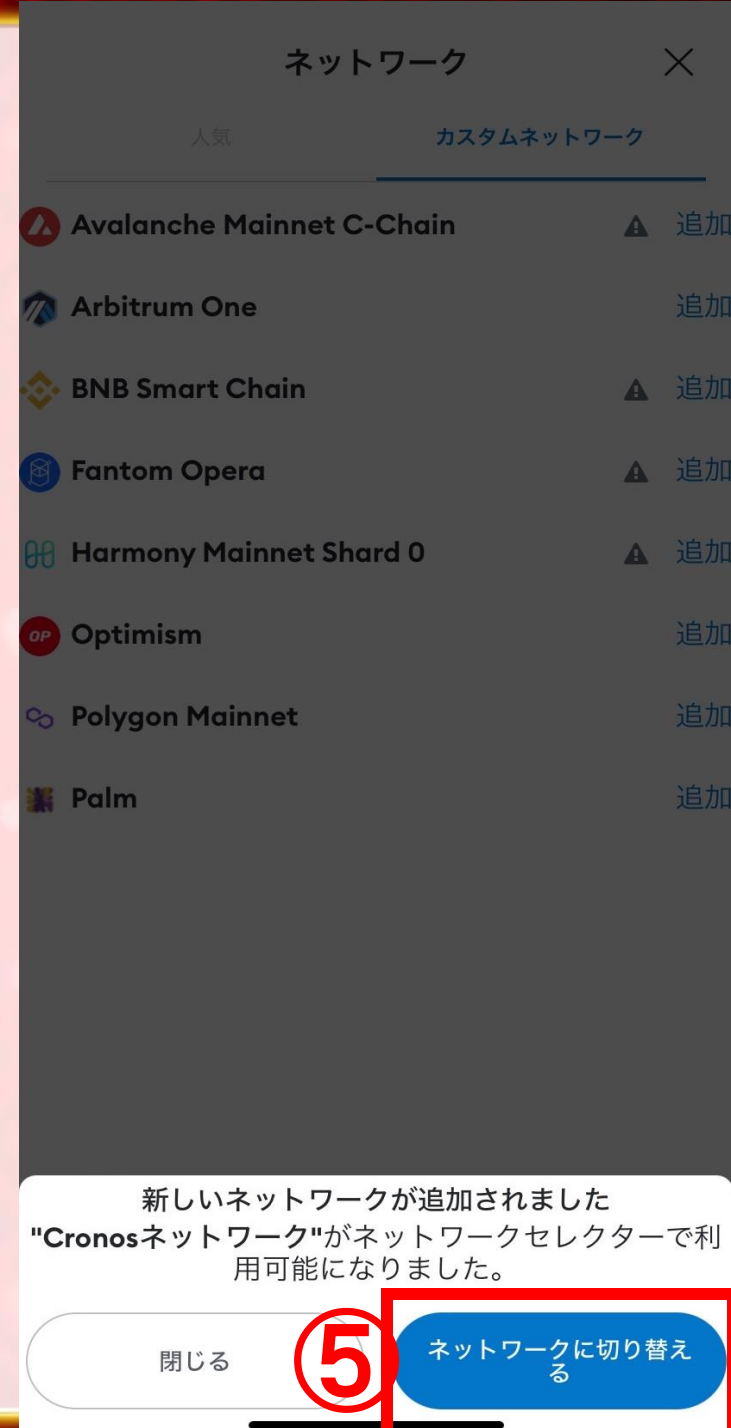 ネットワーク
人気
カスタムネットワーク
Avalanche Mainnet C-Chain
追加
Arbitrum One
追加
BNB Smart Chain
追加
Fantom Opera
追加
Harmony Mainnet Shard 0
追加
OP
Optimism
追加
Polygon Mainnet
追加
Palm
追加
新しいネットワークが追加されました
"Cronosネットワーク"がネットワークセレクターで利
用可能になりました。
閉じる
⑤
ネットワークに切り替え
る